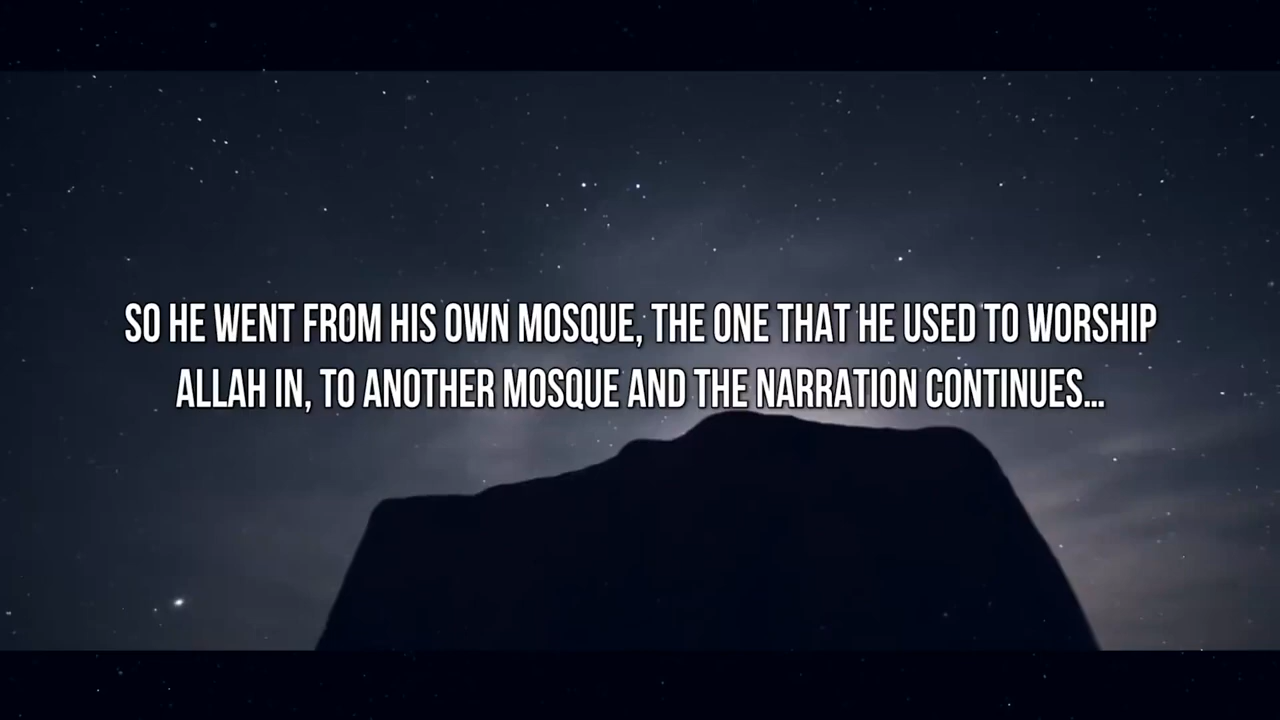 SO HE WENT FROM HIS OWN MOSQUE, THE ONE THAT HE USED TO WORSHIP
ALLAH IN, TO ANOTHER MOSQUE AND THE NARRATION CONTINUES...